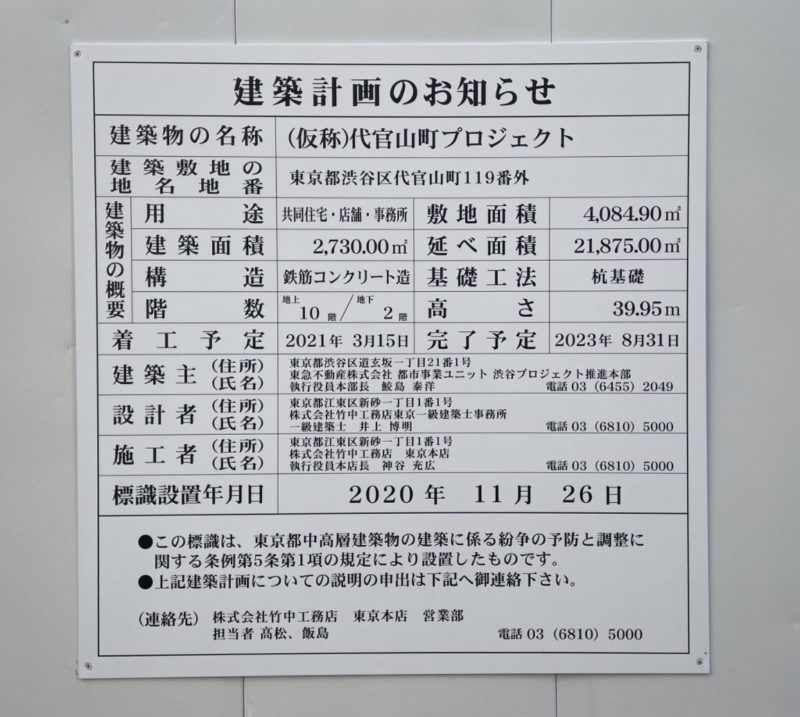 建築計画のお知らせ
建築物の名称 (仮称)代官山町プロジェクト
建築敷地の地名地番 東京都渋谷区代官山町119番外
建築物の概要
用途 共同住宅・店舗・事務所 敷地面積 4,084.90㎡
建築面積 2,730.00㎡ 延べ面積 21,875.00㎡
構造 鉄筋コンクリート造 基礎工法 杭基礎
階数 地上10階/地下2階 高さ 39.95m
着工予定 2021年 3月15日 完了予定 2023年 8月31日
建築主 (住所) (氏名)
東京都渋谷区道玄坂一丁目21番1号
東急不動産株式会社 都市事業ユニット 渋谷プロジェクト推進本部
執行役員本部長 鮫島 泰洋 電話 03 (6455) 2049
設計者 (住所) (氏名)
東京都江東区新砂一丁目1番1号
株式会社竹中工務店東京一級建築士事務所
一級建築士 井上 博明 電話 03 (6810) 5000
施工者 (住所) (氏名)
東京都江東区新砂一丁目1番1号
株式会社竹中工務店 東京本店
執行役員本店長 神谷 充広 電話 03 (6810) 5000
標識設置年月日 2020年 11月 26日
●この標識は、東京都中高層建築物の建築に係る紛争の予防と調整に
関する条例第5条第1項の規定により設置したものです。
●上記建築計画についての説明の申出は下記へ御連絡下さい。
(連絡先) 株式会社竹中工務店 東京本店 営業部
担当者 髙松、飯島 電話 03 (6810) 5000